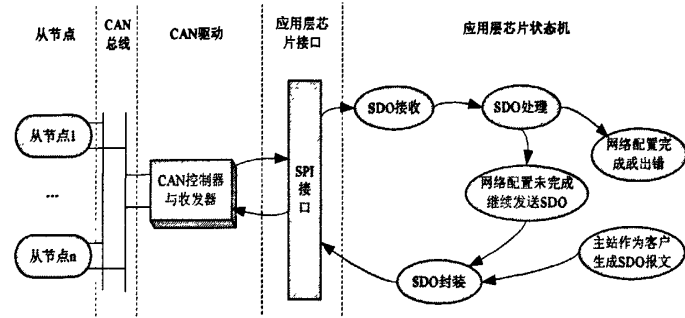 从节点
CAN
总线
CAN驱动
应用层芯
片接口
应用层芯片状态机
从节点1
...
从节点n
CAN控制器
与收发器
SPI
接
口
SDO接收
SDO处理
网络配置完
成或出错
网络配置未完成
继续发送SDO
主站作为客户
生成SDO报文
SDO封装